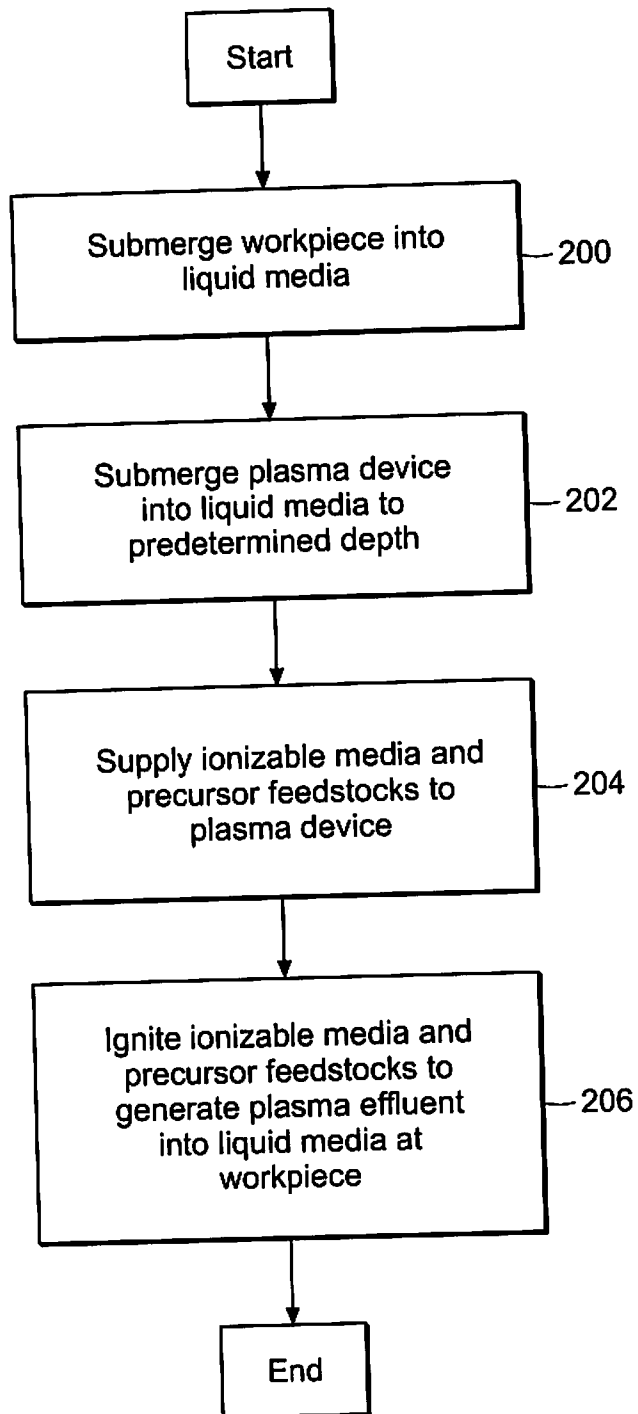 Start
Submerge workpiece into
liquid media
200
Submerge plasma device
into liquid media to
predetermined depth
202
Supply ionizable media and
precursor feedstocks to
plasma device
204
Ignite ionizable media and
precursor feedstocks to
generate plasma effluent
into liquid media at
workpiece
206
End